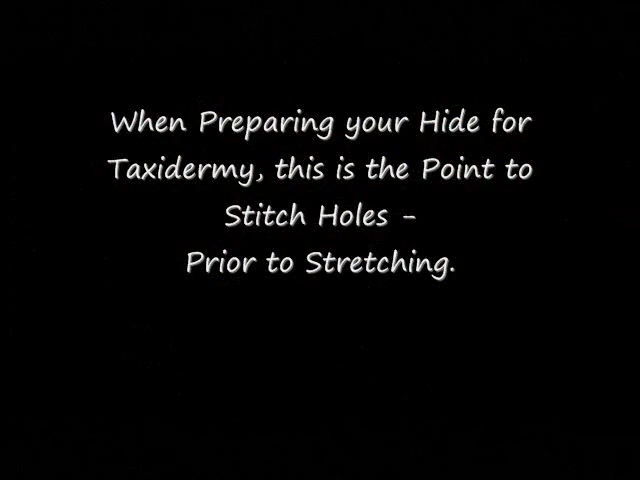 When Preparing your Hide for
Taxidermy, this is the Point to
Stitch Holes -
Prior to Stretching.